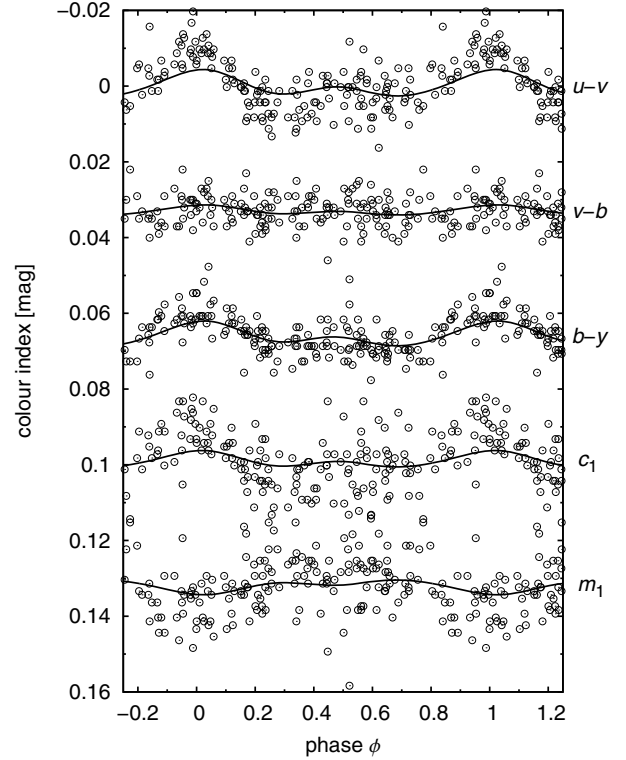 −0.02
0
0.02
0.04
0.06
0.08
0.1
0.12
0.14
0.16
colour index [mag]
u–v
v–b
b–y
c1
m1
−0.2 0 0.2 0.4 0.6 0.8 1 1.2
phase ϕ